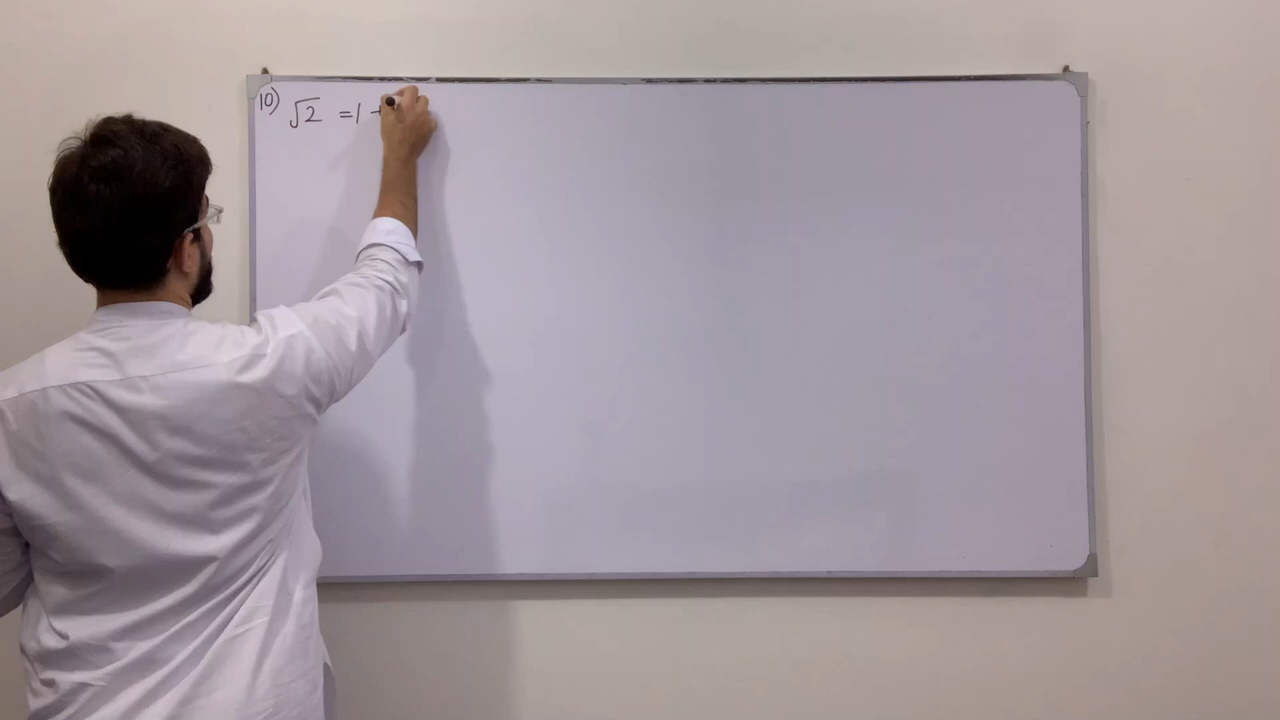 10) √2 = 1 +